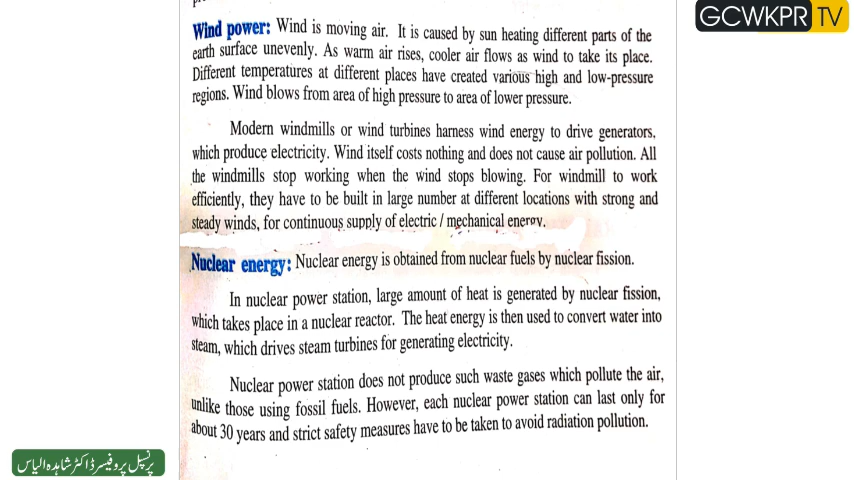 GCWKPR TV
Wind power: Wind is moving air. It is caused by sun heating different parts of the
earth surface unevenly. As warm air rises, cooler air flows as wind to take its place.
Different temperatures at different places have created various high and low-pressure
regions. Wind blows from area of high pressure to area of lower pressure.
Modern windmills or wind turbines harness wind energy to drive generators,
which produce electricity. Wind itself costs nothing and does not cause air pollution. All
the windmills stop working when the wind stops blowing. For windmill to work
efficiently, they have to be built in large number at different locations with strong and
steady winds, for continuous supply of electric / mechanical energy.
Nuclear energy: Nuclear energy is obtained from nuclear fuels by nuclear fission.
In nuclear power station, large amount of heat is generated by nuclear fission,
which takes place in a nuclear reactor. The heat energy is then used to convert water into
steam, which drives steam turbines for generating electricity.
Nuclear power station does not produce such waste gases which pollute the air,
unlike those using fossil fuels. However, each nuclear power station can last only for
about 30 years and strict safety measures have to be taken to avoid radiation pollution.
پرنسپل پروفیسر ڈاکٹر شاہدہ الیاس